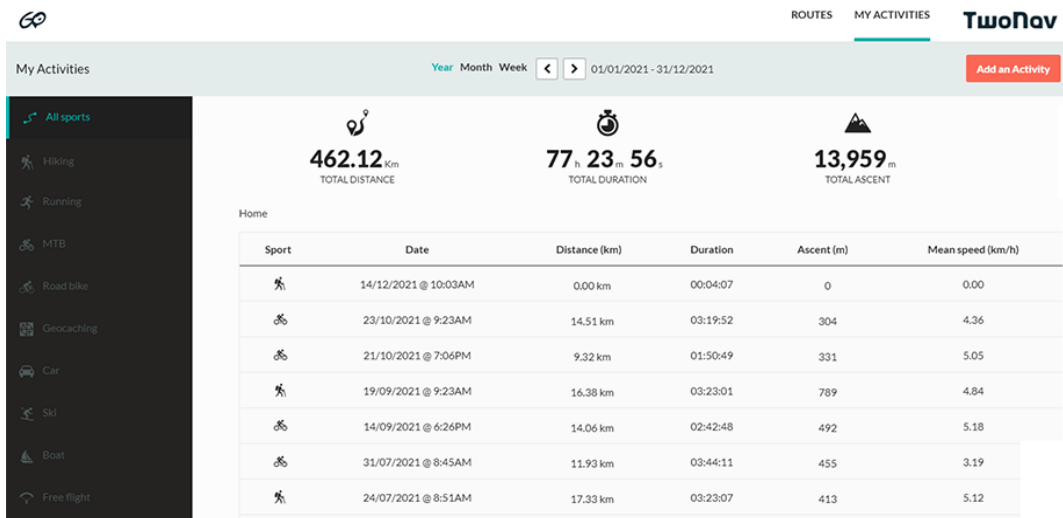 GO
ROUTES MY ACTIVITIES TwoNav
My Activities Year Month Week < > 01/01/2021 - 31/12/2021 Add an Activity
All sports
Hiking
Running
MTB
Road bike
Geocaching
Car
Ski
Boat
Free flight
462.12 Km 77 h 23 m 56 s 13,959 m
TOTAL DISTANCE TOTAL DURATION TOTAL ASCENT
Home
Sport Date Distance (km) Duration Ascent (m) Mean speed (km/h)
14/12/2021 @ 10:03AM 0.00 km 00:04:07 0 0.00
23/10/2021 @ 9:23AM 14.51 km 03:19:52 304 4.36
21/10/2021 @ 7:06PM 9.32 km 01:50:49 331 5.05
19/09/2021 @ 9:23AM 16.38 km 03:23:01 789 4.84
14/09/2021 @ 6:26PM 14.06 km 02:42:48 492 5.18
31/07/2021 @ 8:45AM 11.93 km 03:44:11 455 3.19
24/07/2021 @ 8:51AM 17.33 km 03:23:07 413 5.12